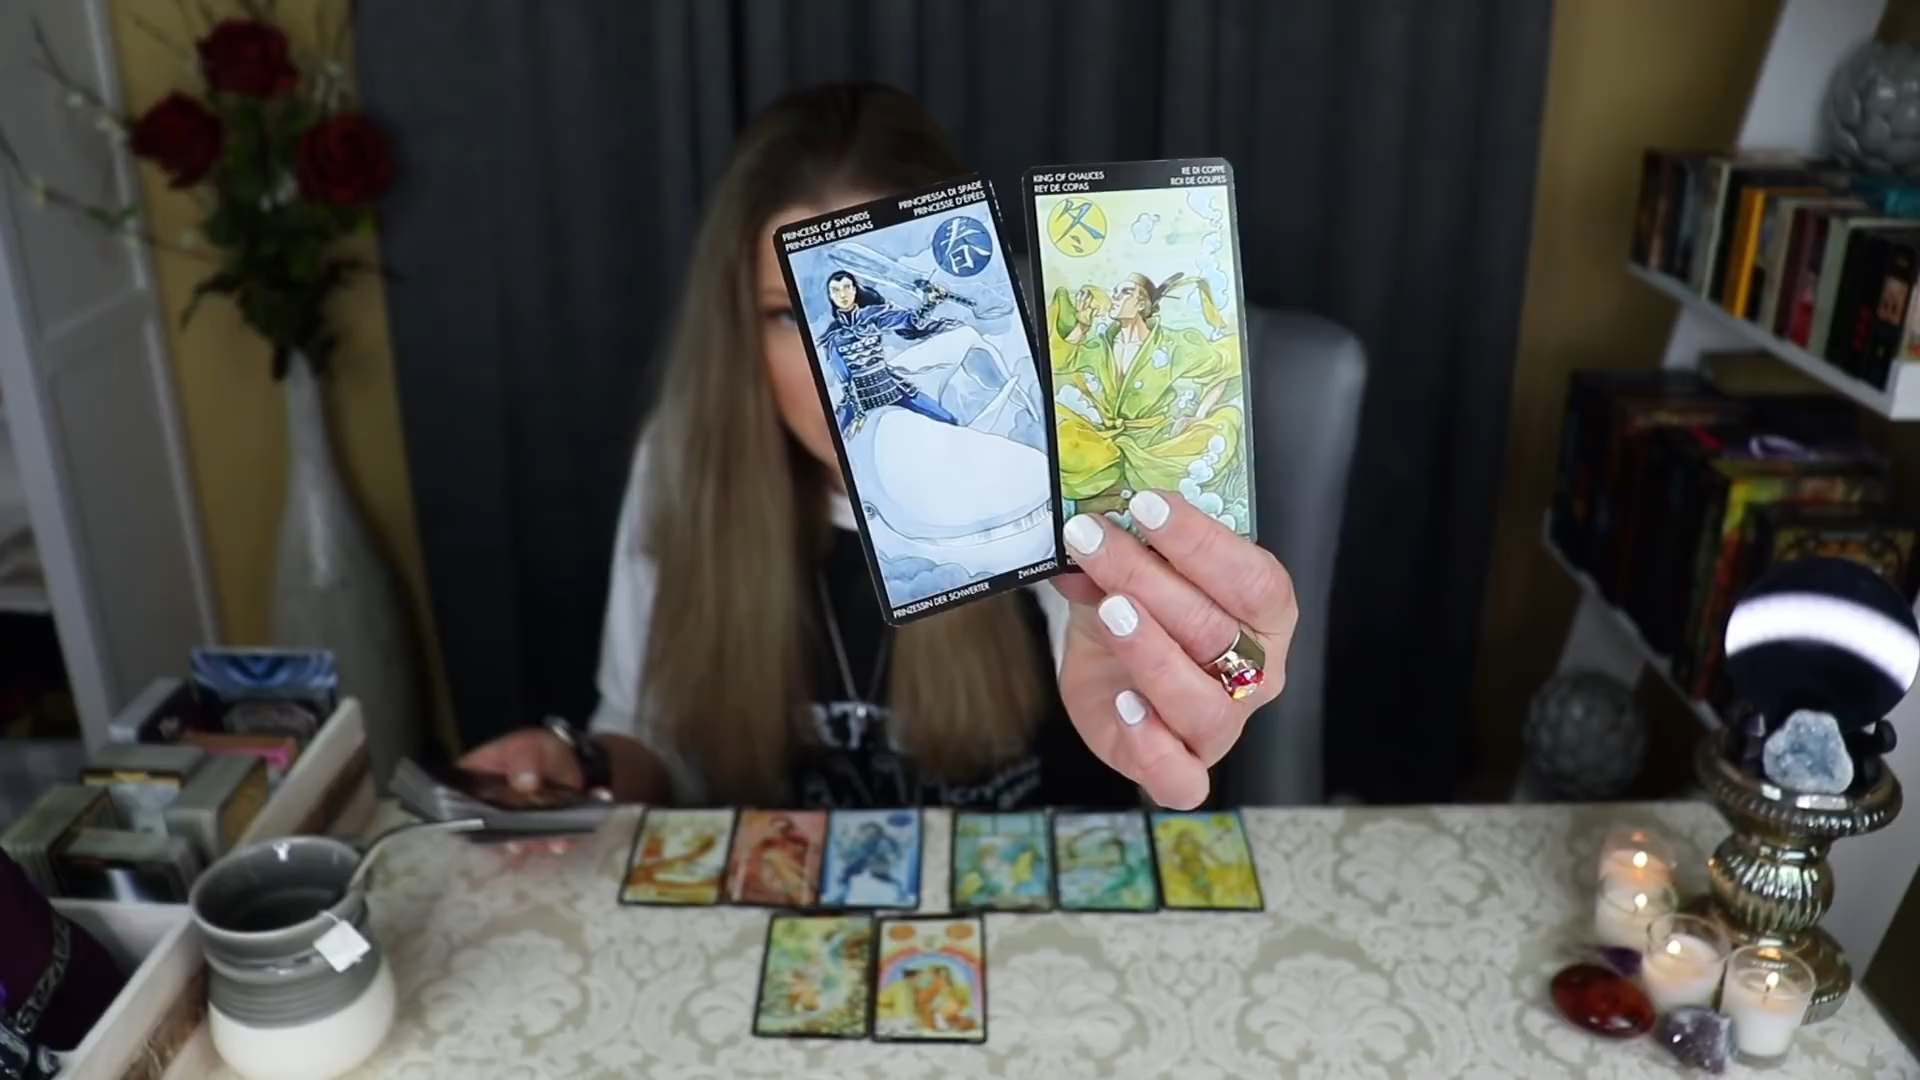 PRINCESS OF SWORDS
PRINCESA DE ESPADAS
PRINCIPESSA DI SPADE
PRINCESSE D'ÉPÉES
春
PRINZESSIN DER SCHWERTER
ZWAARDEN
KING OF CHALICES
REY DE COPAS
RE DI COPPE
ROI DE COUPES
冬